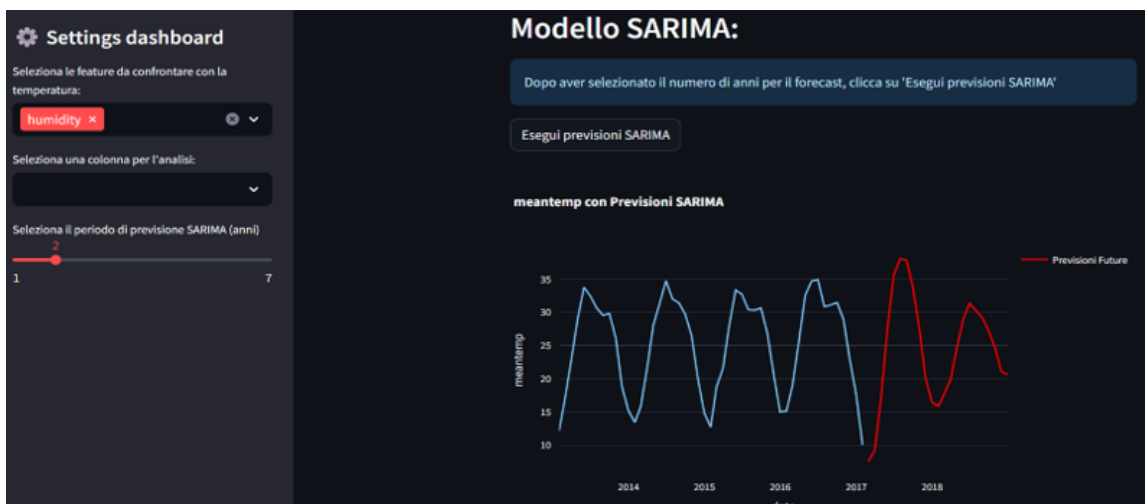 Settings dashboard
Seleziona le feature da confrontare con la
temperatura:
humidity ×
Seleziona una colonna per l'analisi:
Seleziona il periodo di previsione SARIMA (anni)
2
1
7
Modello SARIMA:
Dopo aver selezionato il numero di anni per il forecast, clicca su 'Esegui previsioni SARIMA'
Esegui previsioni SARIMA
meantemp con Previsioni SARIMA
Previsioni Future
meantemp
35
30
25
20
15
10
2014
2015
2016
2017
2018